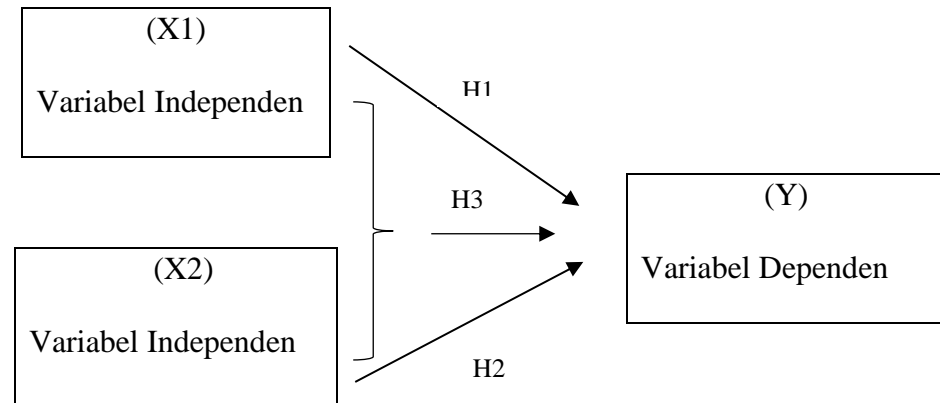 (X1)
Variabel Independen
H1
H3
(Y)
Variabel Dependen
(X2)
Variabel Independen
H2